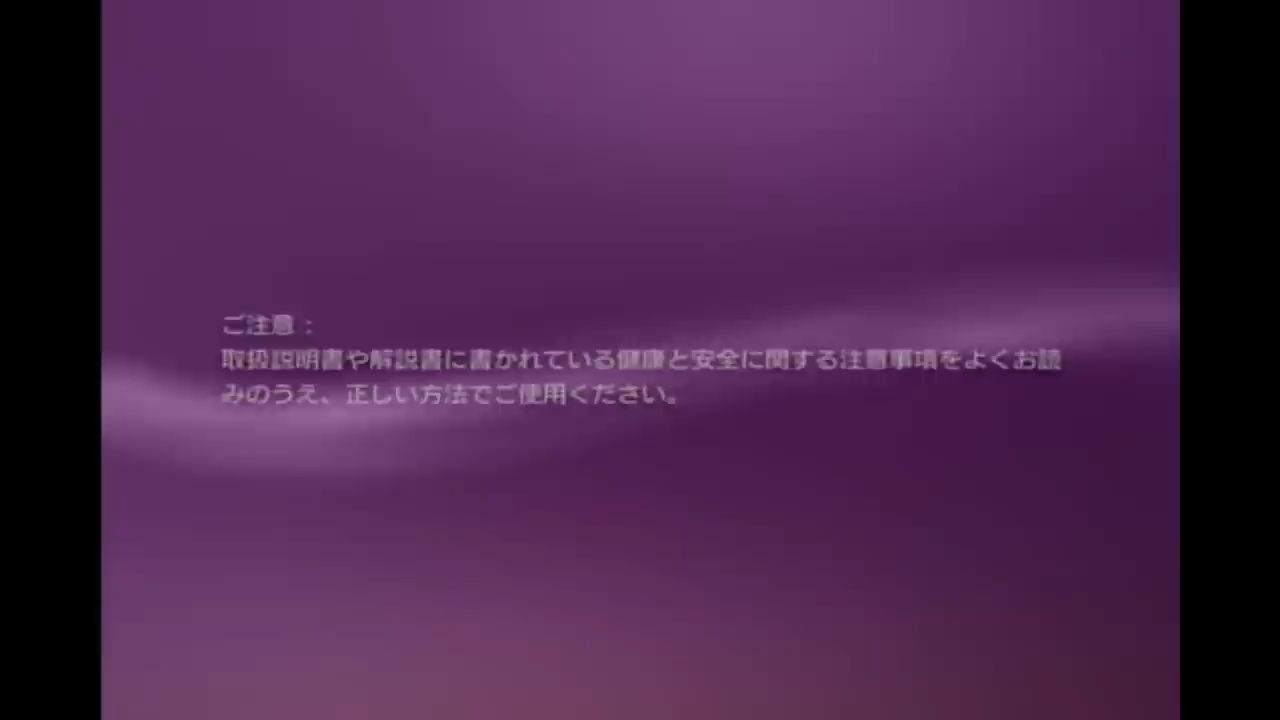 ご注意：
取扱説明書や解説書に書かれている健康と安全に関する注意事項をよくお読
みのうえ、正しい方法でご使用ください。